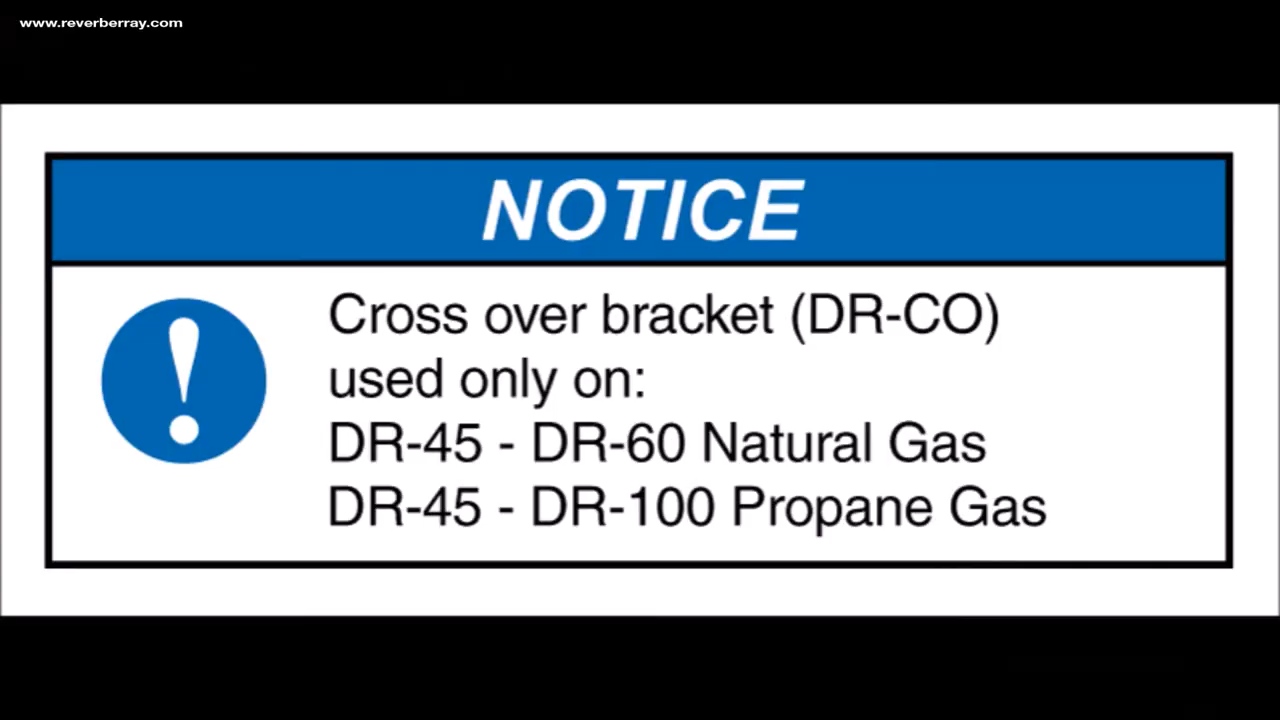 www.reverberray.com
NOTICE
Cross over bracket (DR-CO)
used only on:
DR-45 - DR-60 Natural Gas
DR-45 - DR-100 Propane Gas